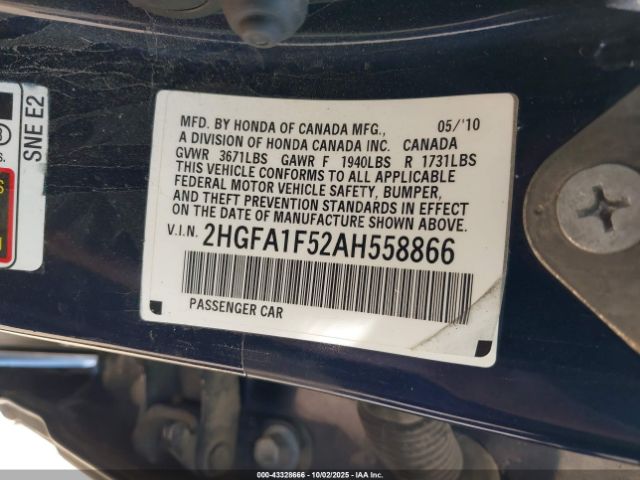 MFD. BY HONDA OF CANADA MFG., 05/'10
A DIVISION OF HONDA CANADA INC. CANADA
GVWR 3671LBS GAWR F 1940LBS R 1731LBS
THIS VEHICLE CONFORMS TO ALL APPLICABLE
FEDERAL MOTOR VEHICLE SAFETY, BUMPER,
AND THEFT PREVENTION STANDARDS IN EFFECT
ON THE DATE OF MANUFACTURE SHOWN ABOVE.
V.I.N. 2HGFA1F52AH558866
PASSENGER CAR
SNE E2
000-43328666 - 10/02/2025 - IAA Inc.